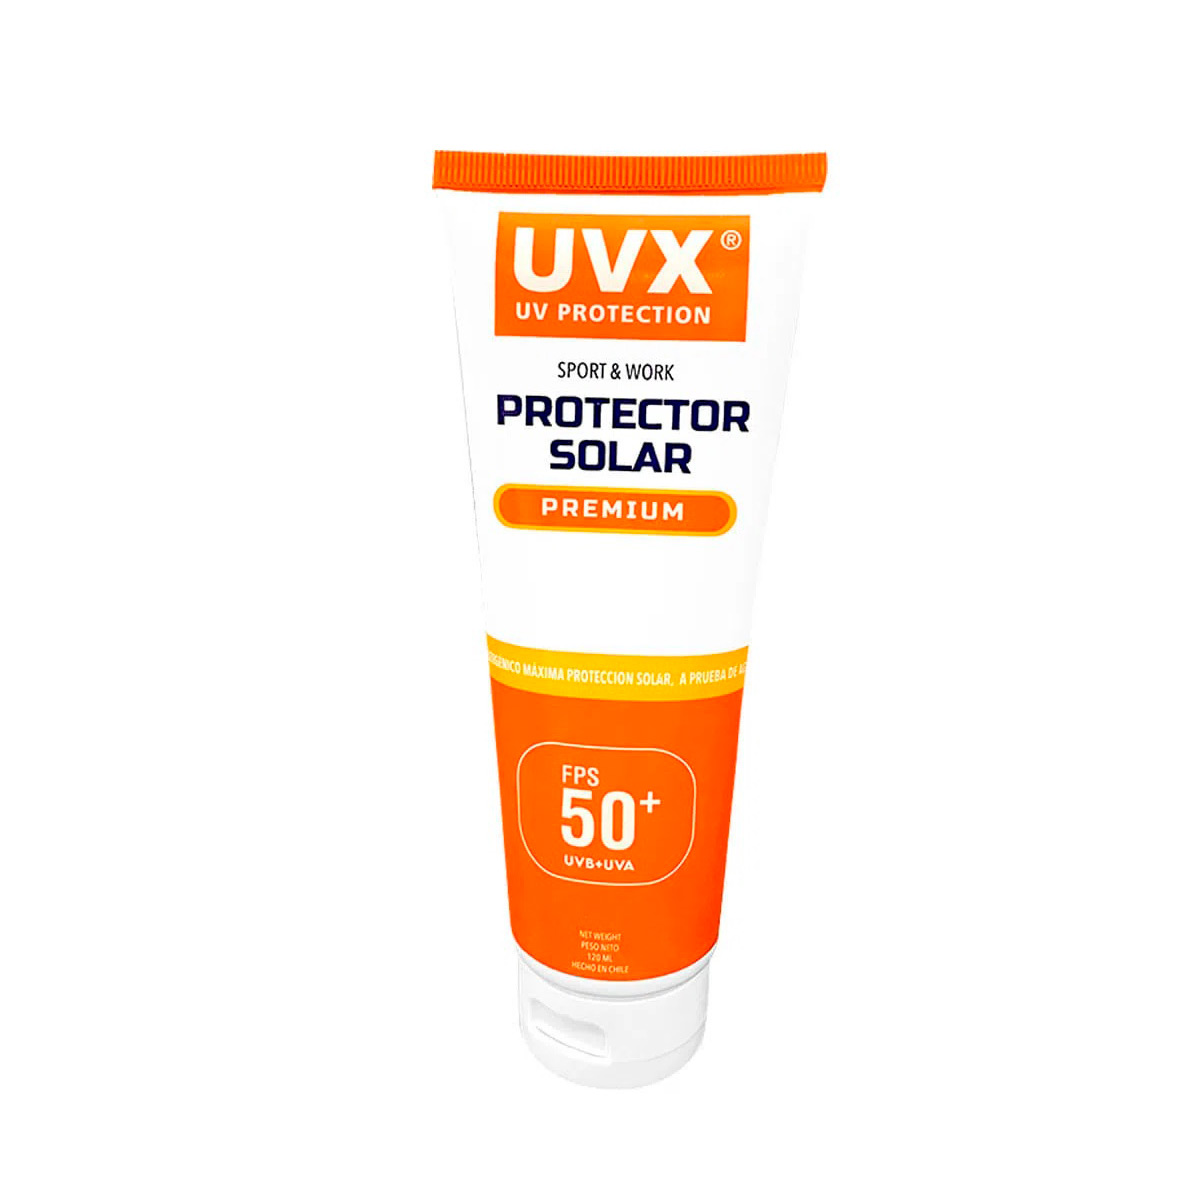 UVX®
UV PROTECTION
SPORT & WORK
PROTECTOR
SOLAR
PREMIUM
MÁXIMA PROTECCION SOLAR, A PRUEBA DE
FPS
50+
UVB+UVA
NET WEIGHT
PESO NITO
120 ML
HECHO EN CHILE